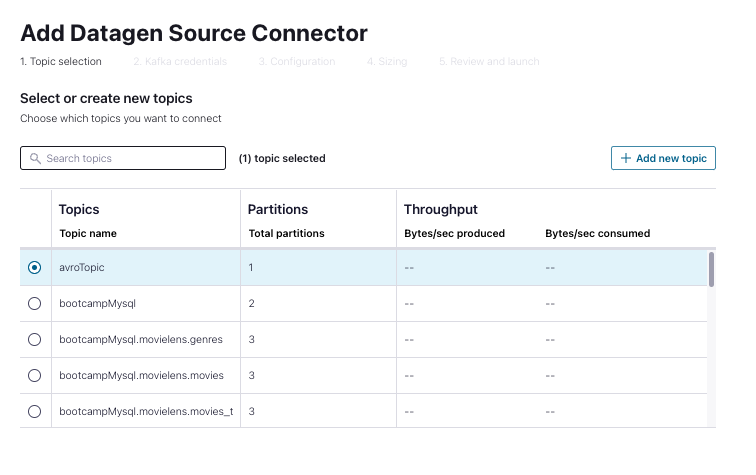 Add Datagen Source Connector
1. Topic selection 2. Kafka credentials 3. Configuration 4. Sizing 5. Review and launch
Select or create new topics
Choose which topics you want to connect
Search topics (1) topic selected + Add new topic
Topics Partitions Throughput
Topic name Total partitions Bytes/sec produced Bytes/sec consumed
avroTopic 1 -- --
bootcampMysql 2 -- --
bootcampMysql.movielens.genres 3 -- --
bootcampMysql.movielens.movies 3 -- --
bootcampMysql.movielens.movies_t 3 -- --